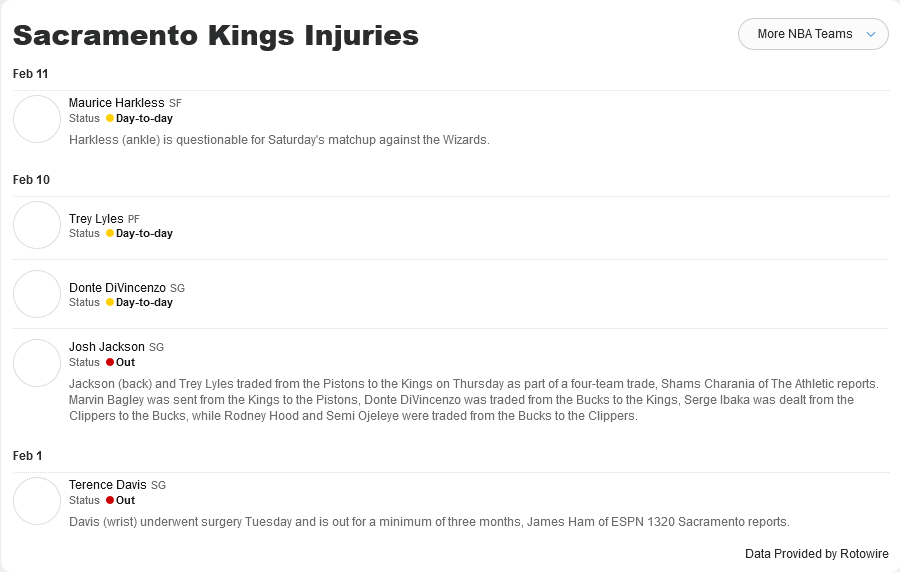 Sacramento Kings Injuries
More NBA Teams
Feb 11
Maurice Harkless SF
Status Day-to-day
Harkless (ankle) is questionable for Saturday's matchup against the Wizards.
Feb 10
Trey Lyles PF
Status Day-to-day
Donte DiVincenzo SG
Status Day-to-day
Josh Jackson SG
Status Out
Jackson (back) and Trey Lyles traded from the Pistons to the Kings on Thursday as part of a four-team trade, Shams Charania of The Athletic reports.
Marvin Bagley was sent from the Kings to the Pistons, Donte DiVincenzo was traded from the Bucks to the Kings, Serge Ibaka was dealt from the
Clippers to the Bucks, while Rodney Hood and Semi Ojeleye were traded from the Bucks to the Clippers.
Feb 1
Terence Davis SG
Status Out
Davis (wrist) underwent surgery Tuesday and is out for a minimum of three months, James Ham of ESPN 1320 Sacramento reports.
Data Provided by Rotowire